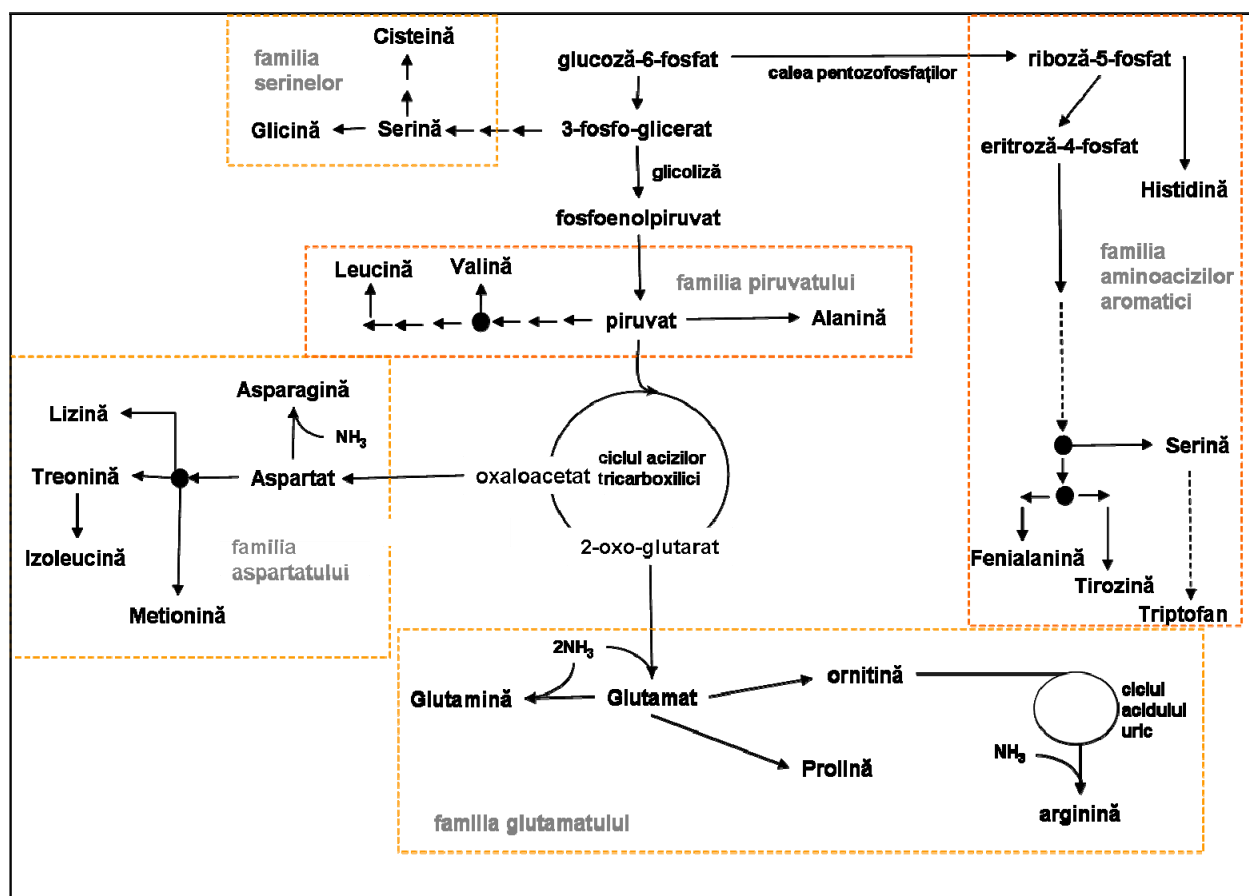 Cisteină
familia
serinelor
Glicină
Serină
glucoză-6-fosfat
calea pentozofosfaților
riboză-5-fosfat
3-fosfo-glicerat
eritroză-4-fosfat
glicoliză
Histidină
fosfoenolpiruvat
familia
aminoacizilor
aromatici
Leucină
Valină
familia piruvatului
piruvat
Alanină
Asparagină
Lizină
NH3
Treonină
Aspartat
oxaloacetat
ciclul acizilor
tricarboxilici
Serină
Izoleucină
familia
aspartatului
2-oxo-glutarat
Fenialanină
Tirozină
Metionină
Triptofan
2NH3
Glutamină
Glutamat
ornitină
ciclul
acidului
uric
Prolină
NH3
arginină
familia glutamatului